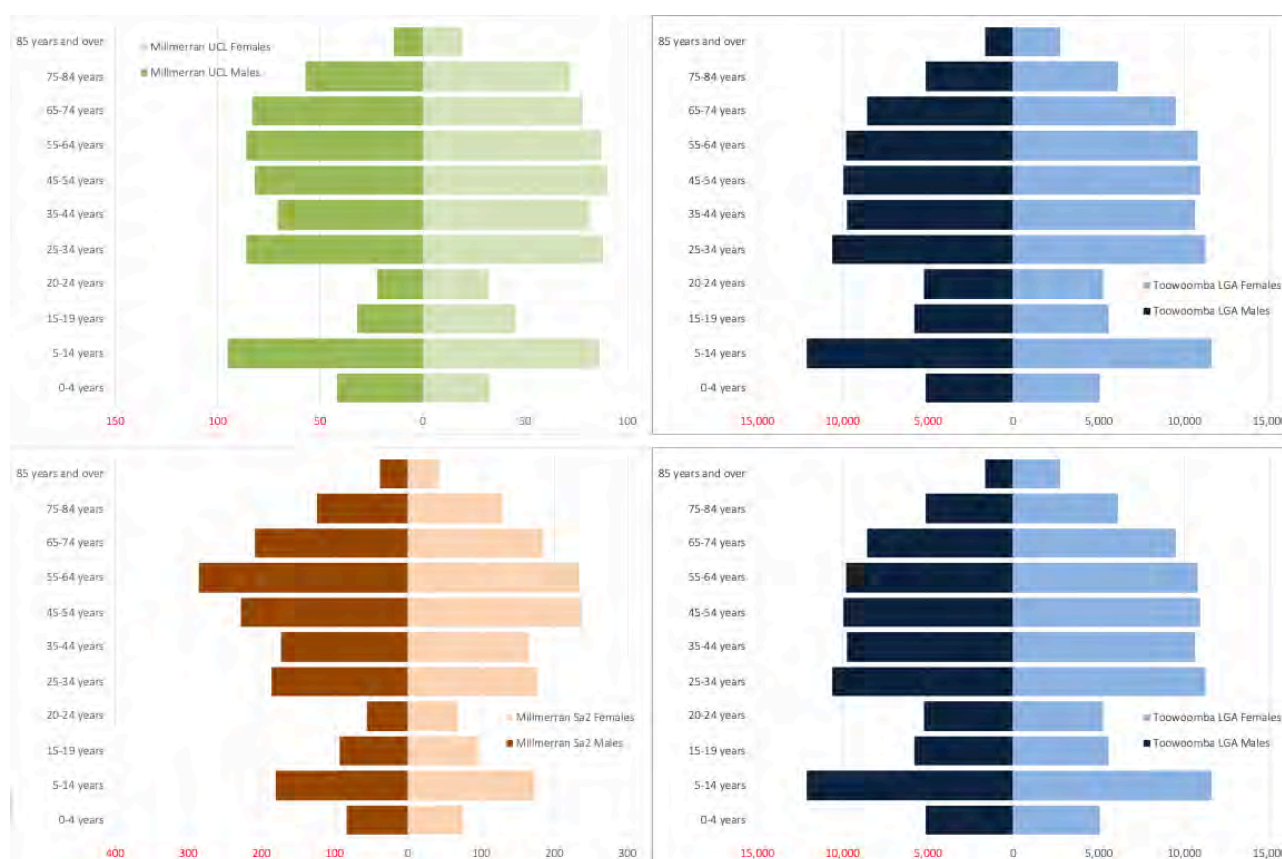 85 years and over
75-84 years
65-74 years
55-64 years
45-54 years
35-44 years
25-34 years
20-24 years
15-19 years
5-14 years
0-4 years
Millmerran UCL Females
Millmerran UCL Males
150 100 50 0 50 100
85 years and over
75-84 years
65-74 years
55-64 years
45-54 years
35-44 years
25-34 years
20-24 years
15-19 years
5-14 years
0-4 years
Toowoomba LGA Females
Toowoomba LGA Males
15,000 10,000 5,000 0 5,000 10,000 15,000
85 years and over
75-84 years
65-74 years
55-64 years
45-54 years
35-44 years
25-34 years
20-24 years
15-19 years
5-14 years
0-4 years
Millmerran Sa2 Females
Millmerran Sa2 Males
400 300 200 100 0 100 200 300
85 years and over
75-84 years
65-74 years
55-64 years
45-54 years
35-44 years
25-34 years
20-24 years
15-19 years
5-14 years
0-4 years
Toowoomba LGA Females
Toowoomba LGA Males
15,000 10,000 5,000 0 5,000 10,000 15,000